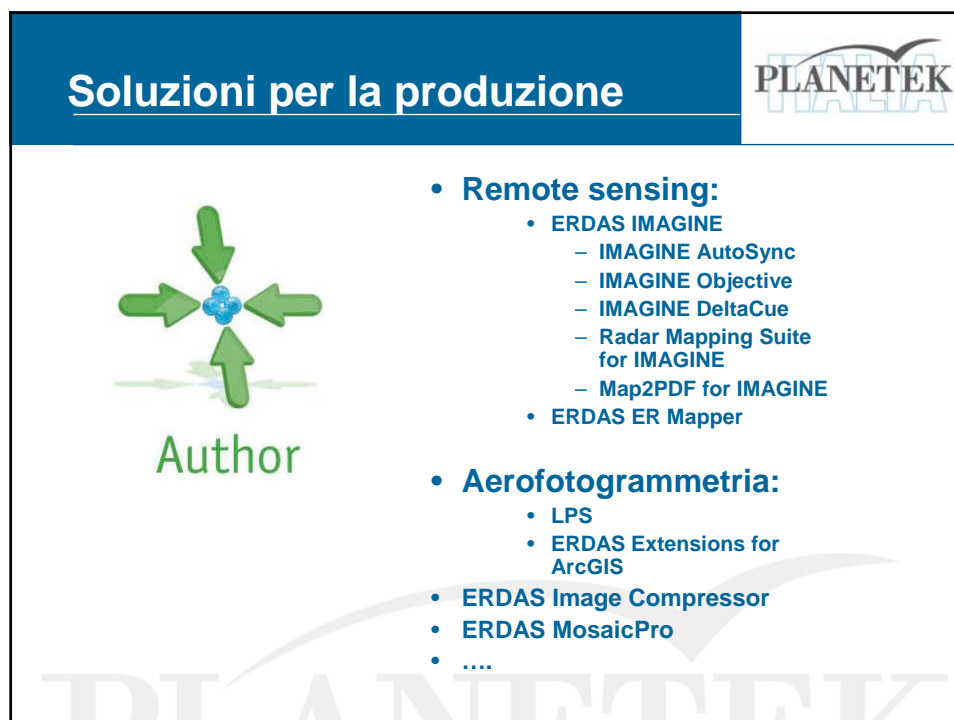 Soluzioni per la produzione
PLANETEK
ITALIA
• Remote sensing:
• ERDAS IMAGINE
– IMAGINE AutoSync
– IMAGINE Objective
– IMAGINE DeltaCue
– Radar Mapping Suite
for IMAGINE
– Map2PDF for IMAGINE
• ERDAS ER Mapper
Author
• Aerofotogrammetria:
• LPS
• ERDAS Extensions for
ArcGIS
• ERDAS Image Compressor
• ERDAS MosaicPro
• ....
PLANETEK